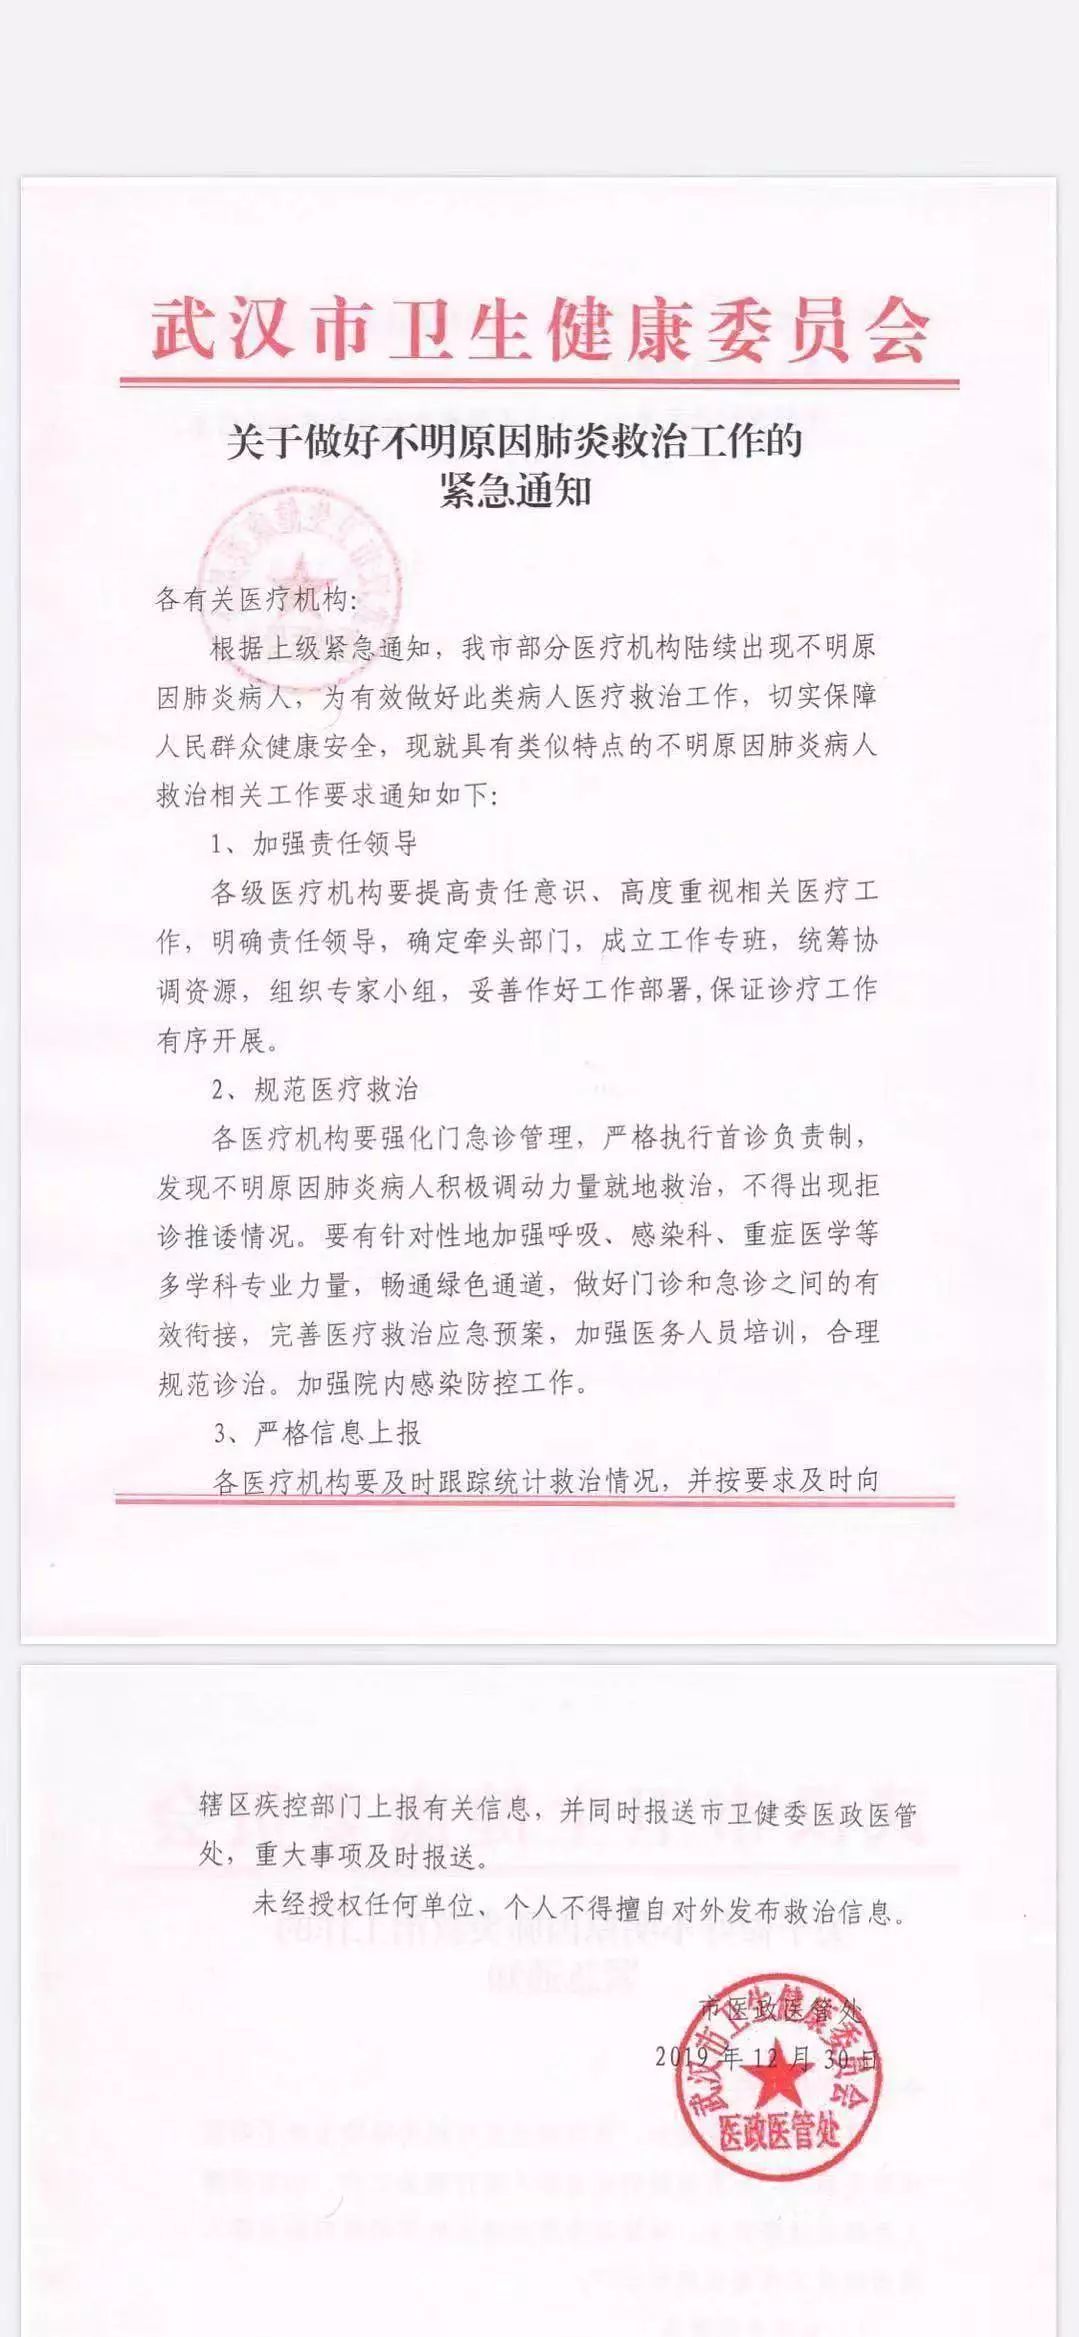 武汉市卫生健康委员会
关于做好不明原因肺炎救治工作的
紧急通知
各有关医疗机构:
根据上级紧急通知，我市部分医疗机构陆续出现不明原
因肺炎病人，为有效做好此类病人医疗救治工作，切实保障
人民群众健康安全，现就具有类似特点的不明原因肺炎病人
救治相关工作要求通知如下:
1、加强责任领导
各级医疗机构要提高责任意识、高度重视相关医疗工
作，明确责任领导，确定牵头部门，成立工作专班，统筹协
调资源，组织专家小组，妥善作好工作部署,保证诊疗工作
有序开展。
2、规范医疗救治
各医疗机构要强化门急诊管理，严格执行首诊负责制，
发现不明原因肺炎病人积极调动力量就地救治，不得出现拒
诊推诿情况。要有针对性地加强呼吸、感染科、重症医学等
多学科专业力量，畅通绿色通道，做好门诊和急诊之间的有
效衔接，完善医疗救治应急预案，加强医务人员培训，合理
规范诊治。加强院内感染防控工作。
3、严格信息上报
各医疗机构要及时跟踪统计救治情况，并按要求及时向
辖区疾控部门上报有关信息，并同时报送市卫健委医政医管
处，重大事项及时报送。
未经授权任何单位、个人不得擅自对外发布救治信息。
市医政医管处
2019年12月30日
武汉市卫生健康委员会
医政医管处